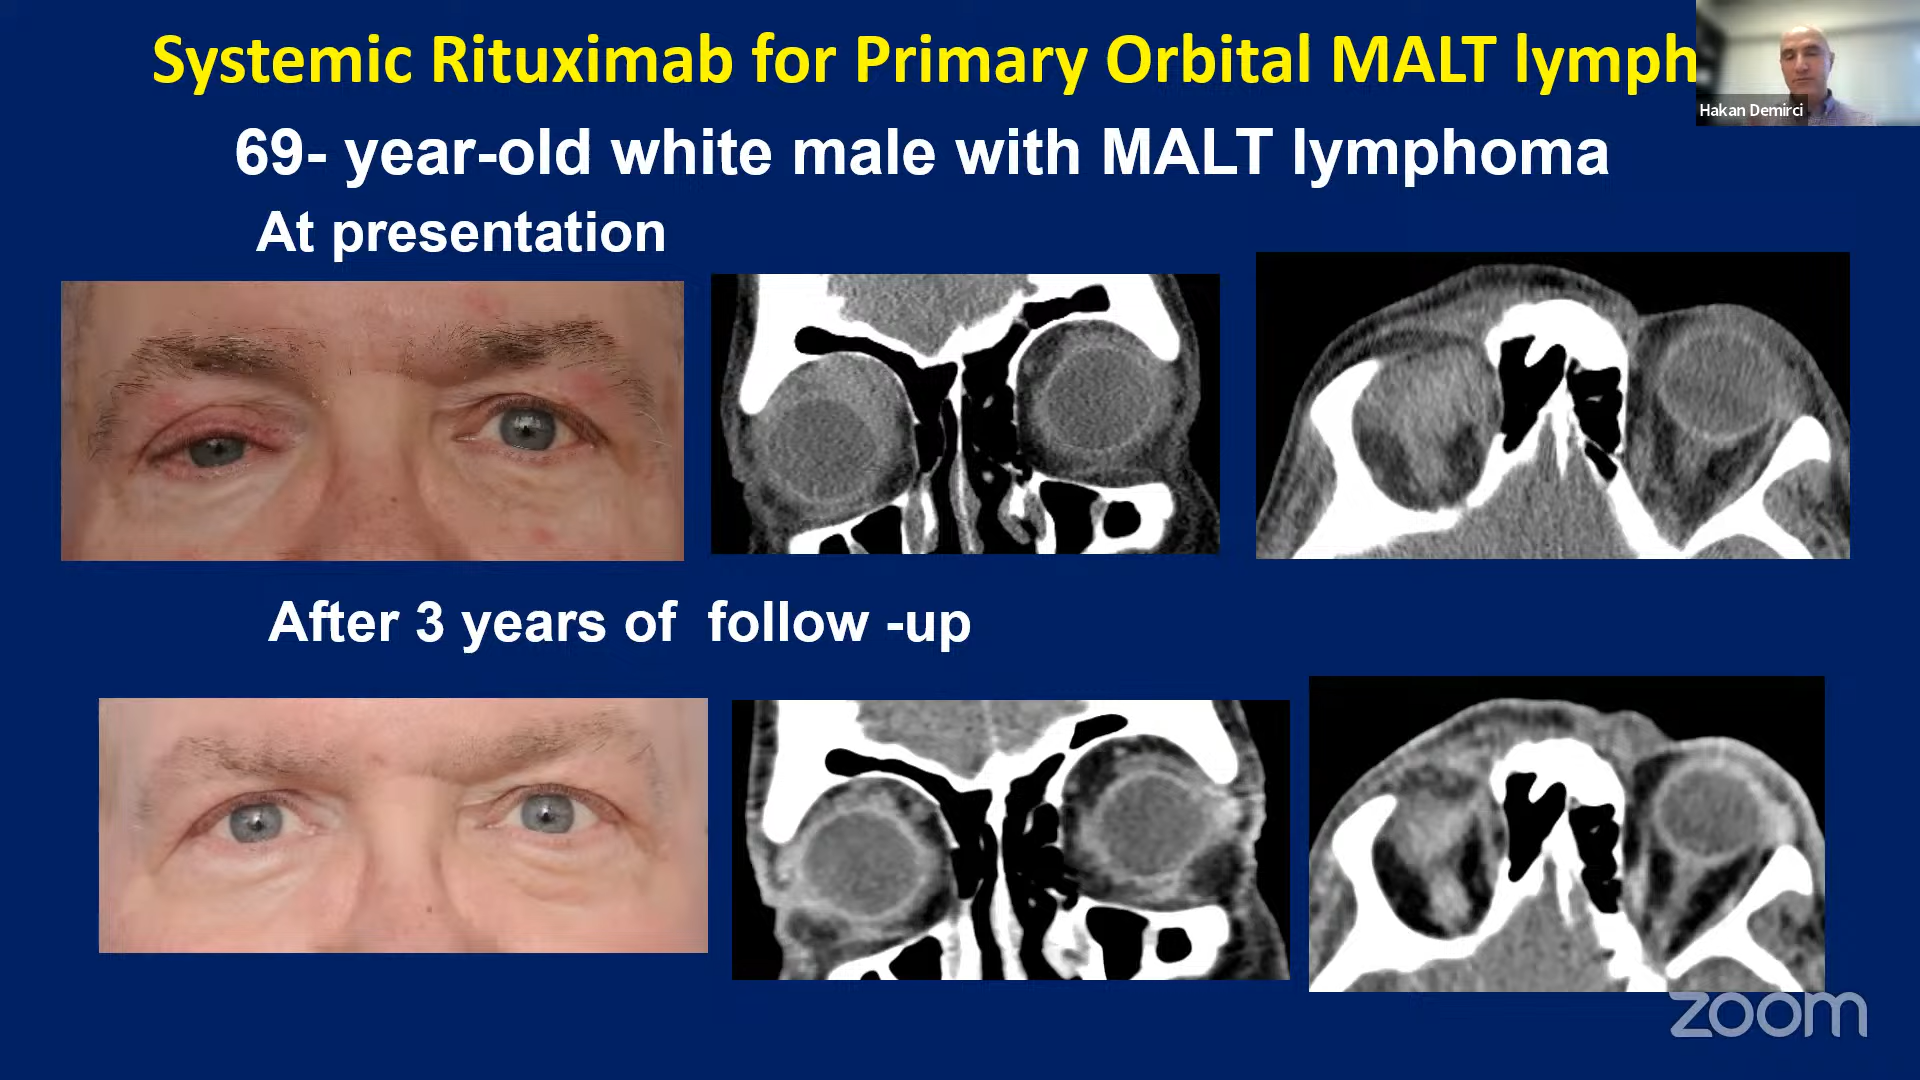 Systemic Rituximab for Primary Orbital MALT lymph
Hakan Demirci
69- year-old white male with MALT lymphoma
At presentation
After 3 years of follow -up
zoom